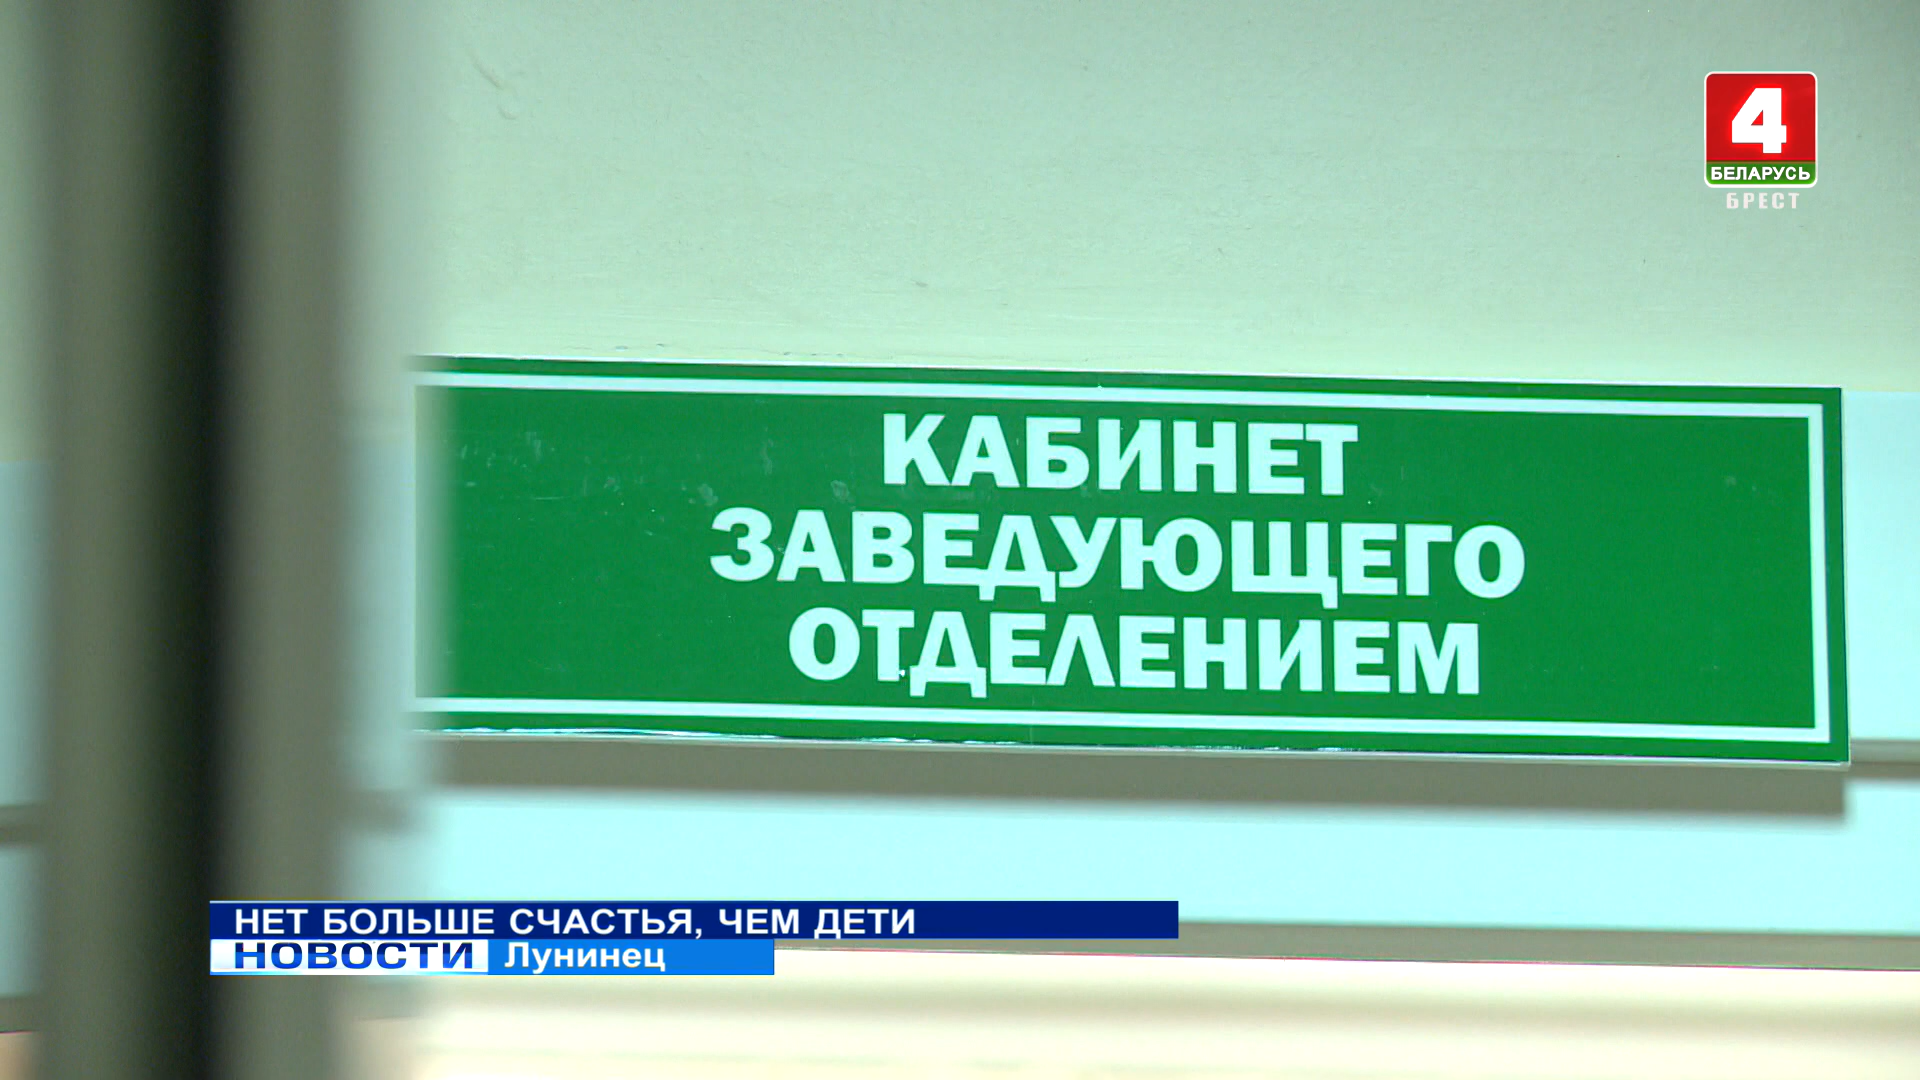 4
БЕЛАРУСЬ
БРЕСТ
КАБИНЕТ
ЗАВЕДУЮЩЕГО
ОТДЕЛЕНИЕМ
НЕТ БОЛЬШЕ СЧАСТЬЯ, ЧЕМ ДЕТИ
НОВОСТИ Лунинец